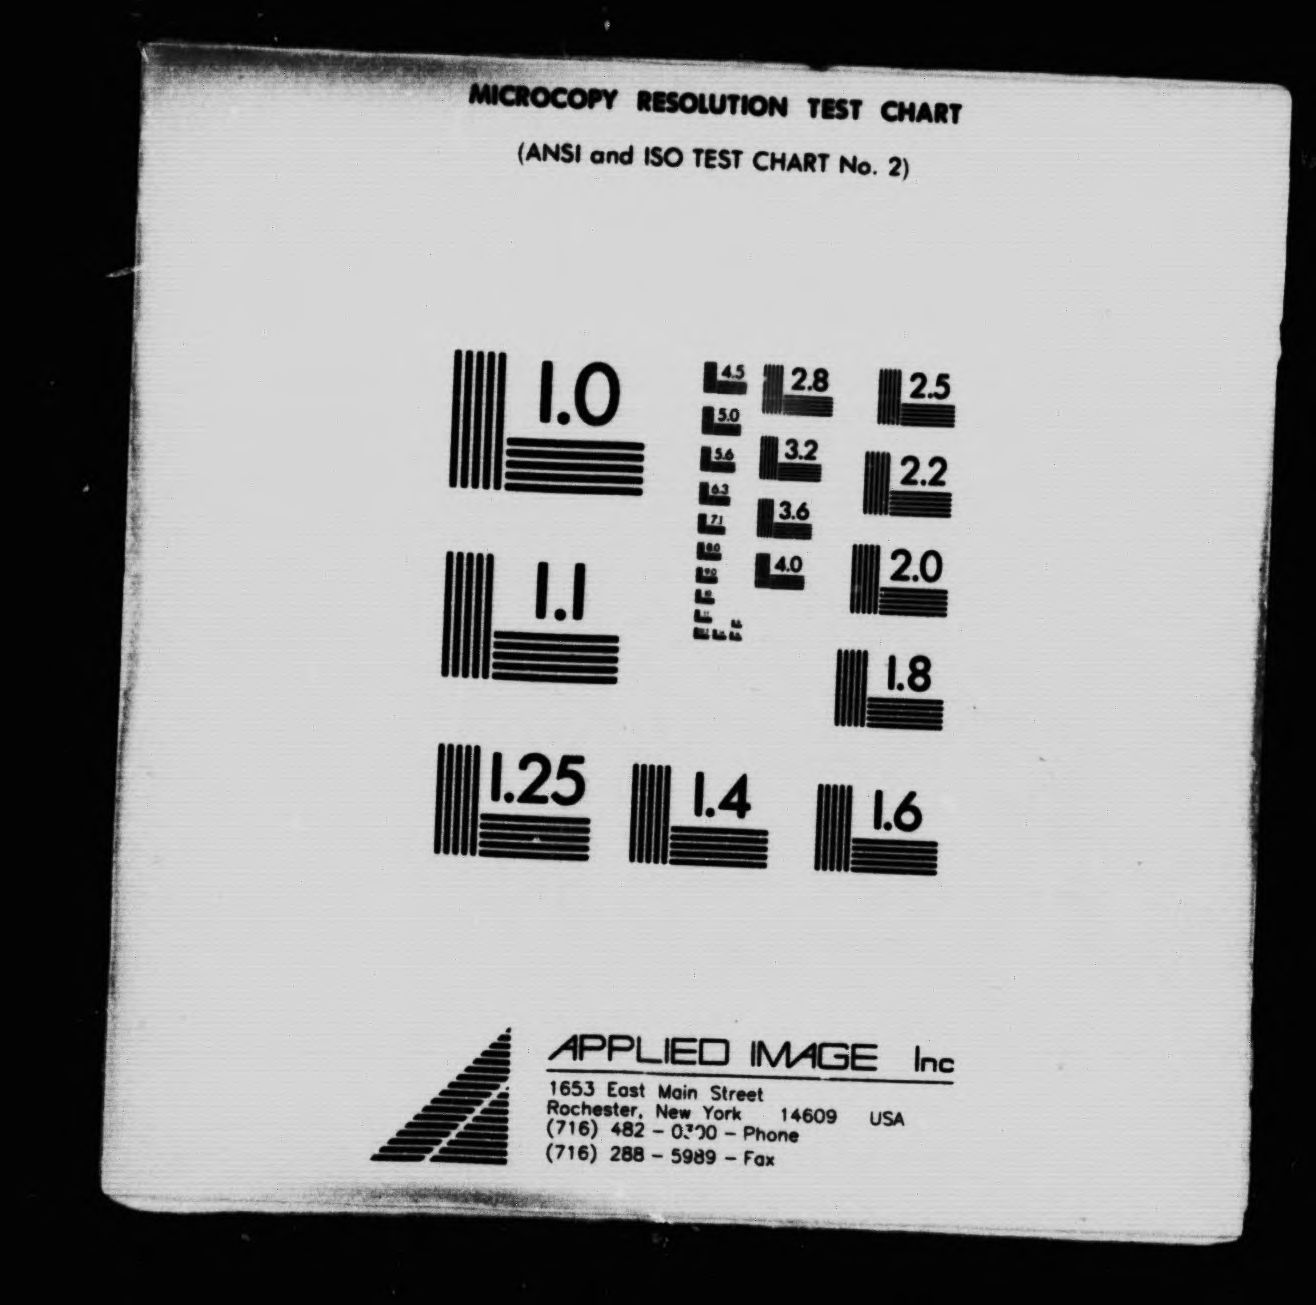 MICROCOPY RESOLUTION TEST CHART
(ANSI and ISO TEST CHART No. 2)
1.0
1.1
1.25
1.4
1.6
1.8
2.0
2.2
2.5
2.8
3.2
3.6
4.0
4.5
5.0
5.6
6.3
7.1
8.0
9.0
APPLIED IMAGE Inc
1653 East Main Street
Rochester, New York 14609 USA
(716) 482 - - Phone
(716) 288 - 5989 - Fax